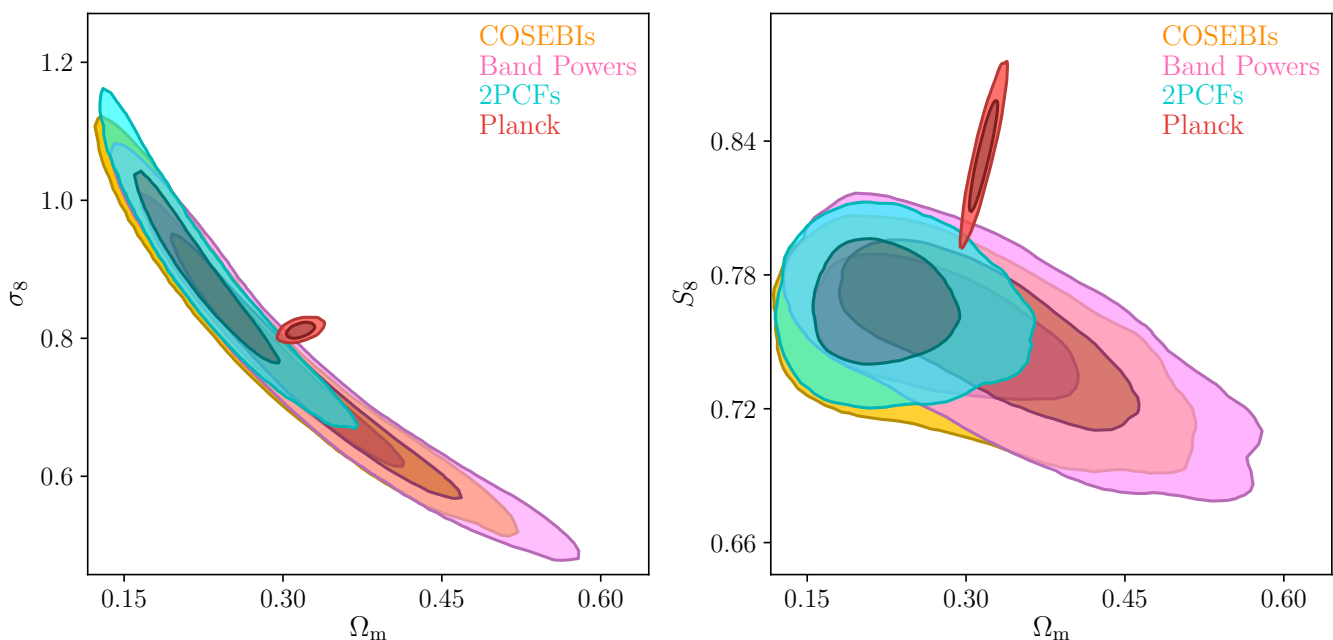 COSEBIs
Band Powers
2PCFs
Planck
1.2
1.0
0.8
0.6
σ₈
0.15 0.30 0.45 0.60
Ωₘ
COSEBIs
Band Powers
2PCFs
Planck
0.84
0.78
0.72
0.66
S₈
0.15 0.30 0.45 0.60
Ωₘ